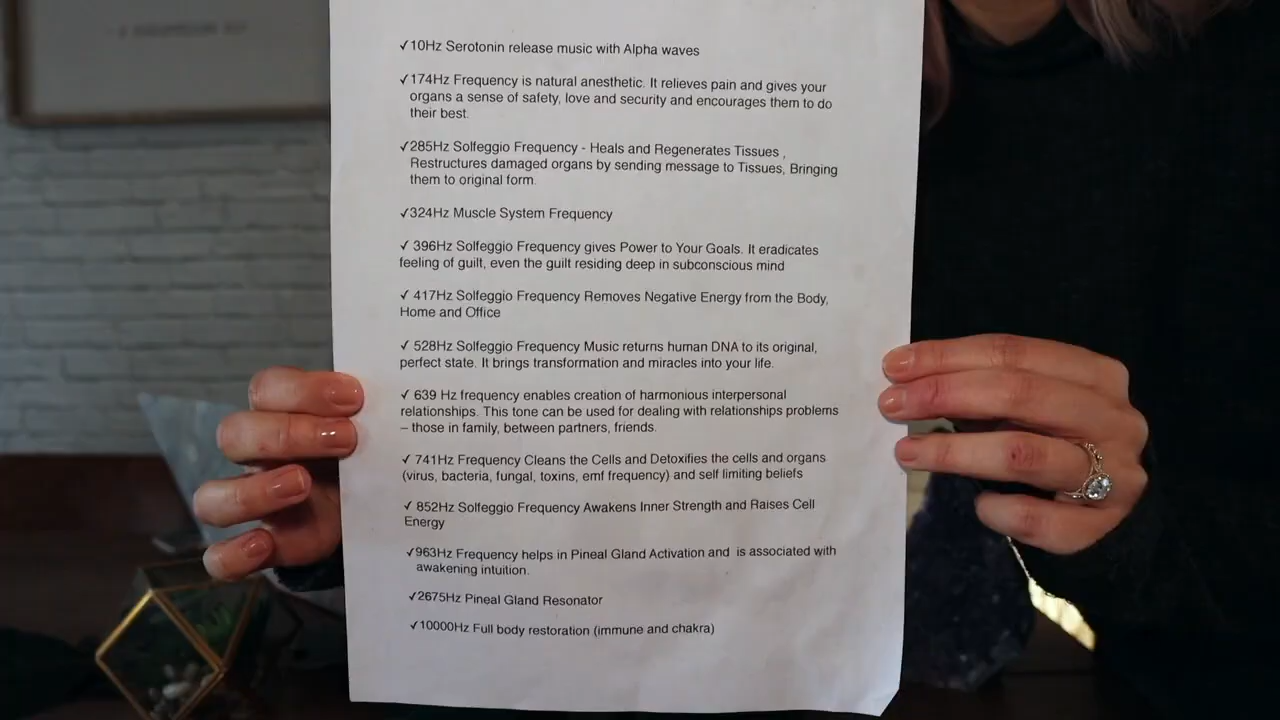 ✓10Hz Serotonin release music with Alpha waves
✓174Hz Frequency is natural anesthetic. It relieves pain and gives your
organs a sense of safety, love and security and encourages them to do
their best.
✓285Hz Solfeggio Frequency - Heals and Regenerates Tissues ,
Restructures damaged organs by sending message to Tissues, Bringing
them to original form.
✓324Hz Muscle System Frequency
✓ 396Hz Solfeggio Frequency gives Power to Your Goals. It eradicates
feeling of guilt, even the guilt residing deep in subconscious mind
✓ 417Hz Solfeggio Frequency Removes Negative Energy from the Body,
Home and Office
✓ 528Hz Solfeggio Frequency Music returns human DNA to its original,
perfect state. It brings transformation and miracles into your life.
✓ 639 Hz frequency enables creation of harmonious interpersonal
relationships. This tone can be used for dealing with relationships problems
– those in family, between partners, friends.
✓ 741Hz Frequency Cleans the Cells and Detoxifies the cells and organs
(virus, bacteria, fungal, toxins, emf frequency) and self limiting beliefs
✓ 852Hz Solfeggio Frequency Awakens Inner Strength and Raises Cell
Energy
✓963Hz Frequency helps in Pineal Gland Activation and is associated with
awakening intuition.
✓2675Hz Pineal Gland Resonator
✓10000Hz Full body restoration (immune and chakra)